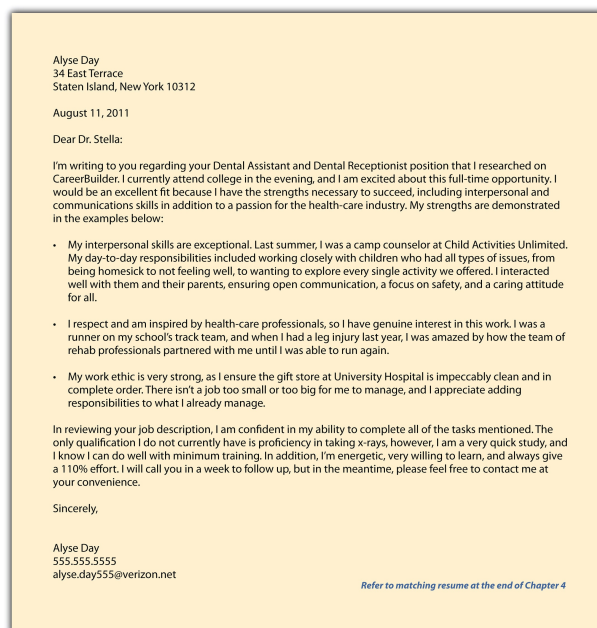 Alyse Day
34 East Terrace
Staten Island, New York 10312
August 11, 2011
Dear Dr. Stella:
I'm writing to you regarding your Dental Assistant and Dental Receptionist position that I researched on
CareerBuilder. I currently attend college in the evening, and I am excited about this full-time opportunity. I
would be an excellent fit because I have the strengths necessary to succeed, including interpersonal and
communications skills in addition to a passion for the health-care industry. My strengths are demonstrated
in the examples below:
• My interpersonal skills are exceptional. Last summer, I was a camp counselor at Child Activities Unlimited.
My day-to-day responsibilities included working closely with children who had all types of issues, from
being homesick to not feeling well, to wanting to explore every single activity we offered. I interacted
well with them and their parents, ensuring open communication, a focus on safety, and a caring attitude
for all.
• I respect and am inspired by health-care professionals, so I have genuine interest in this work. I was a
runner on my school's track team, and when I had a leg injury last year, I was amazed by how the team of
rehab professionals partnered with me until I was able to run again.
• My work ethic is very strong, as I ensure the gift store at University Hospital is impeccably clean and in
complete order. There isn't a job too small or too big for me to manage, and I appreciate adding
responsibilities to what I already manage.
In reviewing your job description, I am confident in my ability to complete all of the tasks mentioned. The
only qualification I do not currently have is proficiency in taking x-rays, however, I am a very quick study, and
I know I can do well with minimum training. In addition, I'm energetic, very willing to learn, and always give
a 110% effort. I will call you in a week to follow up, but in the meantime, please feel free to contact me at
your convenience.
Sincerely,
Alyse Day
555.555.5555
alyse.day555@verizon.net
Refer to matching resume at the end of Chapter 4